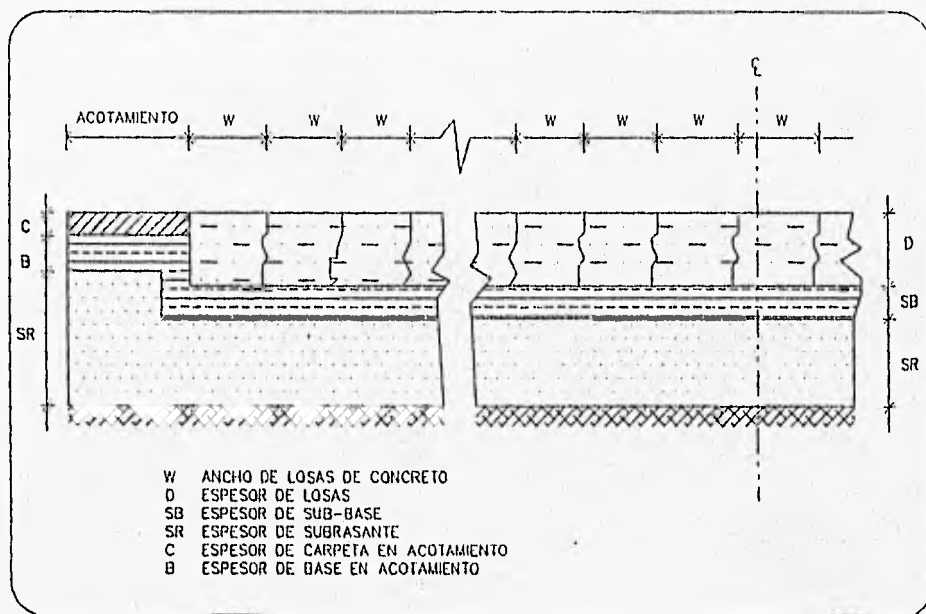 ℄
ACOTAMIENTO W W W W W W W
C
B
SR
D
SB
SR
W ANCHO DE LOSAS DE CONCRETO
D ESPESOR DE LOSAS
SB ESPESOR DE SUB-BASE
SR ESPESOR DE SUBRASANTE
C ESPESOR DE CARPETA EN ACOTAMIENTO
B ESPESOR DE BASE EN ACOTAMIENTO